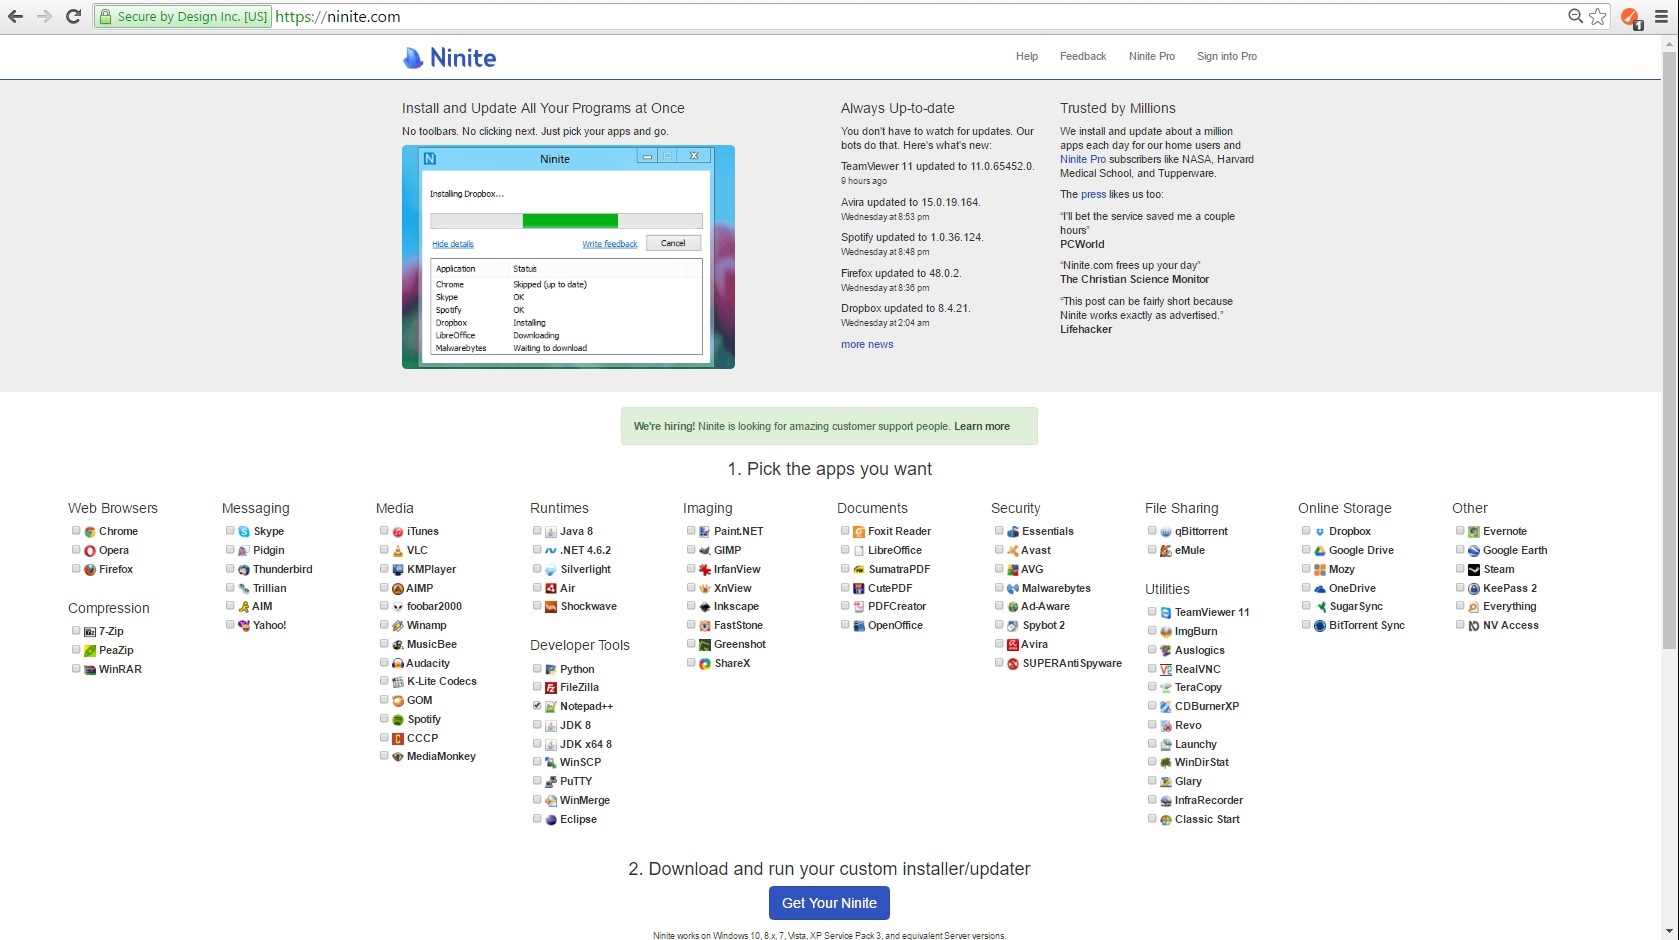 Secure by Design Inc. [US] https://ninite.com
1
Ninite
Help Feedback Ninite Pro Sign into Pro
Install and Update All Your Programs at Once
No toolbars. No clicking next. Just pick your apps and go.
N Ninite
Installing Dropbox...
Hide details Write feedback Cancel
Application Status
Chrome Skipped (up to date)
Skype OK
Spotify OK
Dropbox Installing
LibreOffice Downloading
Malwarebytes Waiting to download
Always Up-to-date
You don't have to watch for updates. Our
bots do that. Here's what's new:
TeamViewer 11 updated to 11.0.65452.0.
9 hours ago
Avira updated to 15.0.19.164.
Wednesday at 8:53 pm
Spotify updated to 1.0.36.124.
Wednesday at 8:48 pm
Firefox updated to 48.0.2.
Wednesday at 8:36 pm
Dropbox updated to 8.4.21.
Wednesday at 2:04 am
more news
Trusted by Millions
We install and update about a million
apps each day for our home users and
Ninite Pro subscribers like NASA, Harvard
Medical School, and Tupperware.
The press likes us too:
“I'll bet the service saved me a couple
hours”
PCWorld
“Ninite.com frees up your day”
The Christian Science Monitor
“This post can be fairly short because
Ninite works exactly as advertised.”
Lifehacker
We're hiring! Ninite is looking for amazing customer support people. Learn more
1. Pick the apps you want
Web Browsers
Chrome
Opera
Firefox
Compression
7-Zip
PeaZip
WinRAR
Messaging
Skype
Pidgin
Thunderbird
Trillian
AIM
Yahoo!
Media
iTunes
VLC
KMPlayer
AIMP
foobar2000
Winamp
MusicBee
Audacity
K-Lite Codecs
GOM
Spotify
CCCP
MediaMonkey
Runtimes
Java 8
.NET 4.6.2
Silverlight
Air
Shockwave
Developer Tools
Python
FileZilla
Notepad++
JDK 8
JDK x64 8
WinSCP
PuTTY
WinMerge
Eclipse
Imaging
Paint.NET
GIMP
IrfanView
XnView
Inkscape
FastStone
Greenshot
ShareX
Documents
Foxit Reader
LibreOffice
SumatraPDF
CutePDF
PDFCreator
OpenOffice
Security
Essentials
Avast
AVG
Malwarebytes
Ad-Aware
Spybot 2
Avira
SUPERAntiSpyware
File Sharing
qBittorrent
eMule
Utilities
TeamViewer 11
ImgBurn
Auslogics
RealVNC
TeraCopy
CDBurnerXP
Revo
Launchy
WinDirStat
Glary
InfraRecorder
Classic Start
Online Storage
Dropbox
Google Drive
Mozy
OneDrive
SugarSync
BitTorrent Sync
Other
Evernote
Google Earth
Steam
KeePass 2
Everything
NV Access
2. Download and run your custom installer/updater
Get Your Ninite
Ninite works on Windows 10, 8.x, 7, Vista, XP Service Pack 3, and equivalent Server versions.